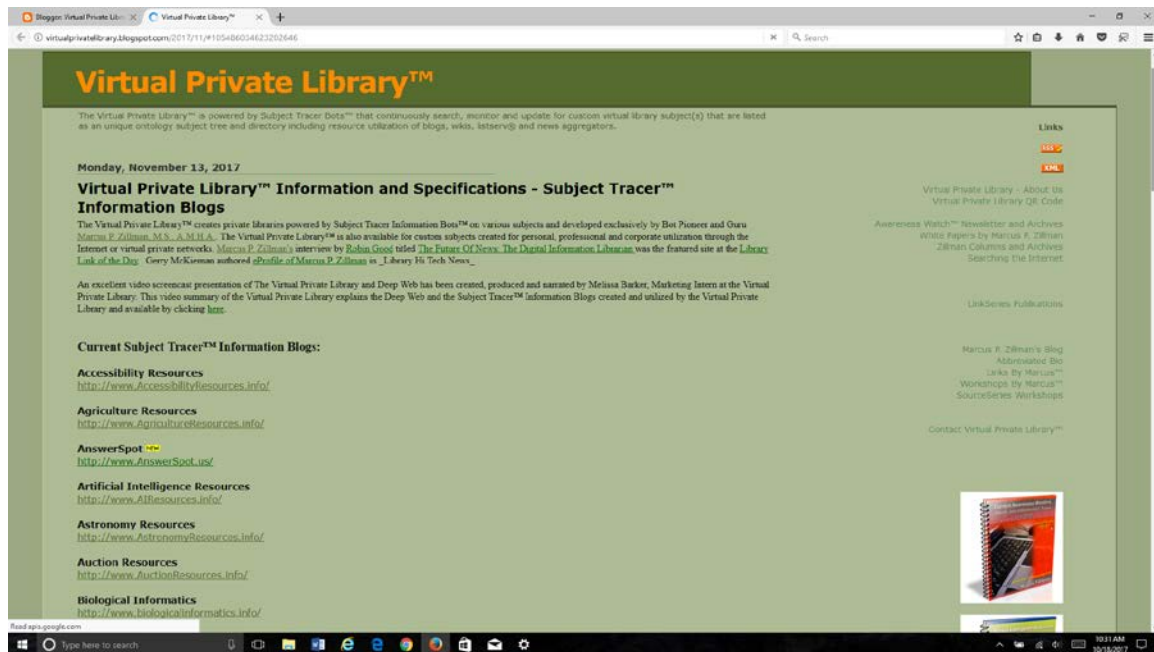 Blogger: Virtual Private Libr
Virtual Private Library™
virtualprivatelibrary.blogspot.com/2017/11/#105486034623202646
Search
Virtual Private Library™
The Virtual Private Library™ is powered by Subject Tracer Bots™ that continuously search, monitor and update for custom virtual library subject(s) that are listed
as an unique ontology subject tree and directory including resource utilization of blogs, wikis, listserv® and news aggregators.
Links
RSS
XML
Monday, November 13, 2017
Virtual Private Library™ Information and Specifications - Subject Tracer™
Information Blogs
The Virtual Private Library™ creates private libraries powered by Subject Tracer Information Bots™ on various subjects and developed exclusively by Bot Pioneer and Guru
Marcus P. Zillman, M.S., A.M.H.A.. The Virtual Private Library™ is also available for custom subjects created for personal, professional and corporate utilization through the
Internet or virtual private networks. Marcus P. Zillman's interview by Robin Good titled The Future Of News: The Digital Information Librarian was the featured site at the Library
Link of the Day. Gerry McKiernan authored eProfile of Marcus P. Zillman in _Library Hi Tech News_
An excellent video screencast presentation of The Virtual Private Library and Deep Web has been created, produced and narrated by Melissa Barker, Marketing Intern at the Virtual
Private Library. This video summary of the Virtual Private Library explains the Deep Web and the Subject Tracer™ Information Blogs created and utilized by the Virtual Private
Library and available by clicking here.
Current Subject Tracer™ Information Blogs:
Accessibility Resources
http://www.AccessibilityResources.info/
Agriculture Resources
http://www.AgricultureResources.info/
AnswerSpot NEW
http://www.AnswerSpot.us/
Artificial Intelligence Resources
http://www.AIResources.info/
Astronomy Resources
http://www.AstronomyResources.info/
Auction Resources
http://www.AuctionResources.info/
Biological Informatics
http://www.biologicalinformatics.info/
Virtual Private Library - About Us
Virtual Private Library QR Code
Awareness Watch™ Newsletter and Archives
White Papers by Marcus P. Zillman
Zillman Columns and Archives
Searching the Internet
LinkSeries Publications
Marcus P. Zillman's Blog
Abbreviated Bio
Links By Marcus™
Workshops By Marcus™
SourceSeries Workshops
Contact Virtual Private Library™
Read apis.google.com
Type here to search
10:31 AM
10/18/2017